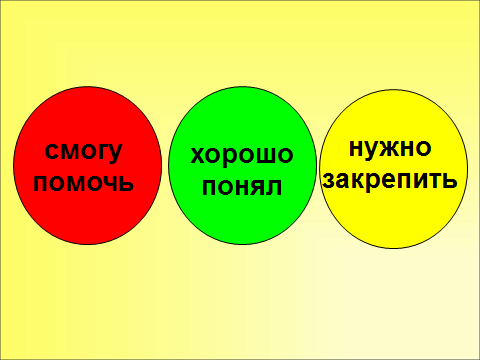 смогу
помочь
хорошо
понял
нужно
закрепить